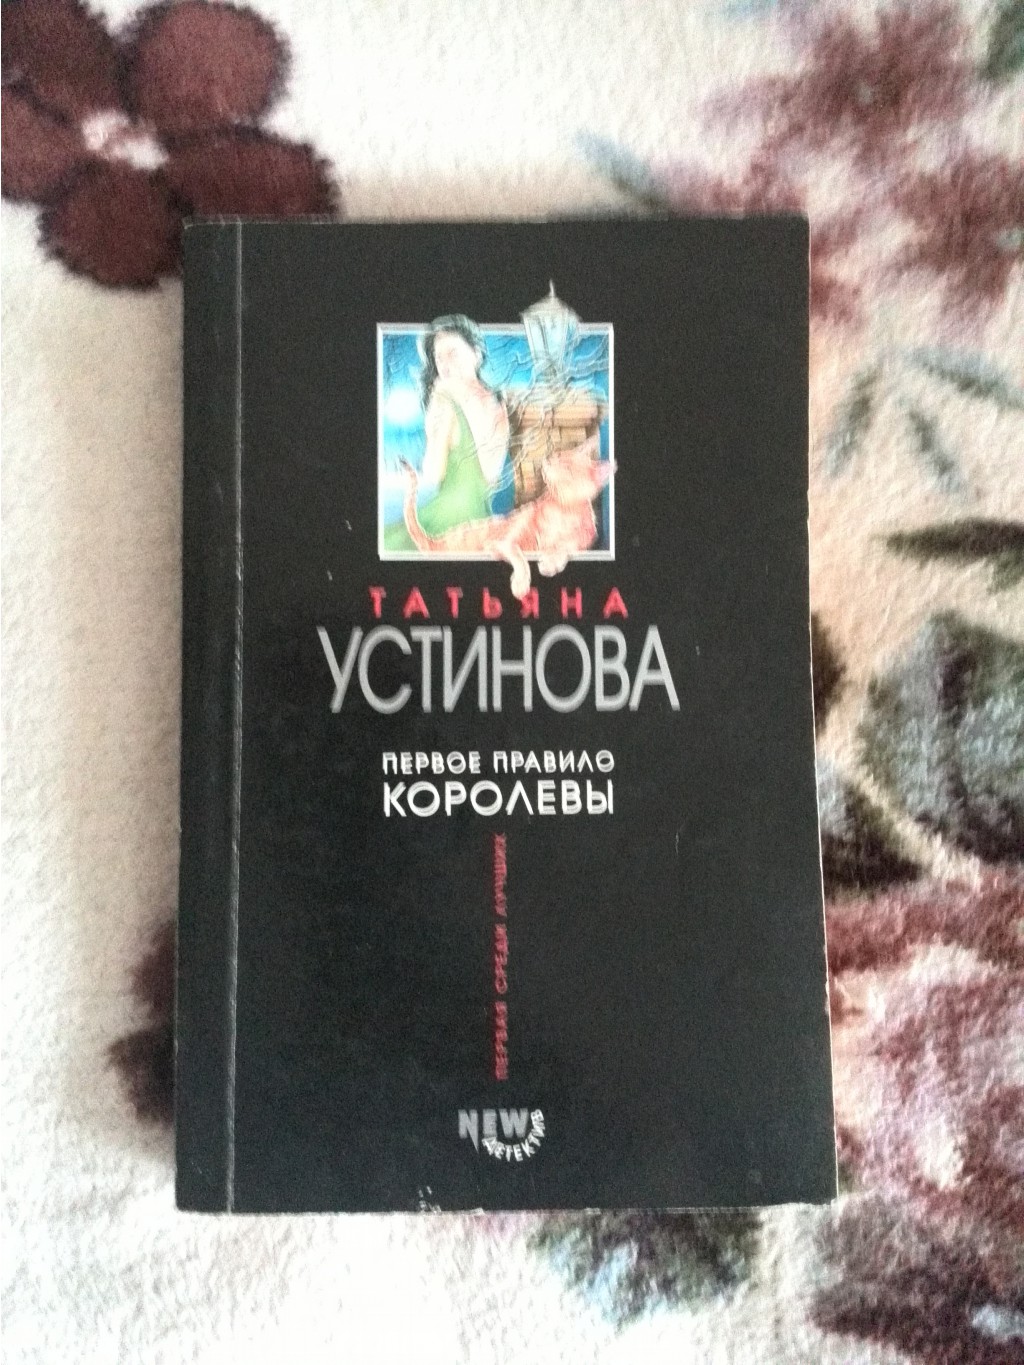 ТАТЬЯНА
УСТИНОВА
ПЕРВОЕ ПРАВИЛО
КОРОЛЕВЫ
ПЕРВАЯ СРЕДИ ЛУЧШИХ
NEW
ДЕТЕКТИВ